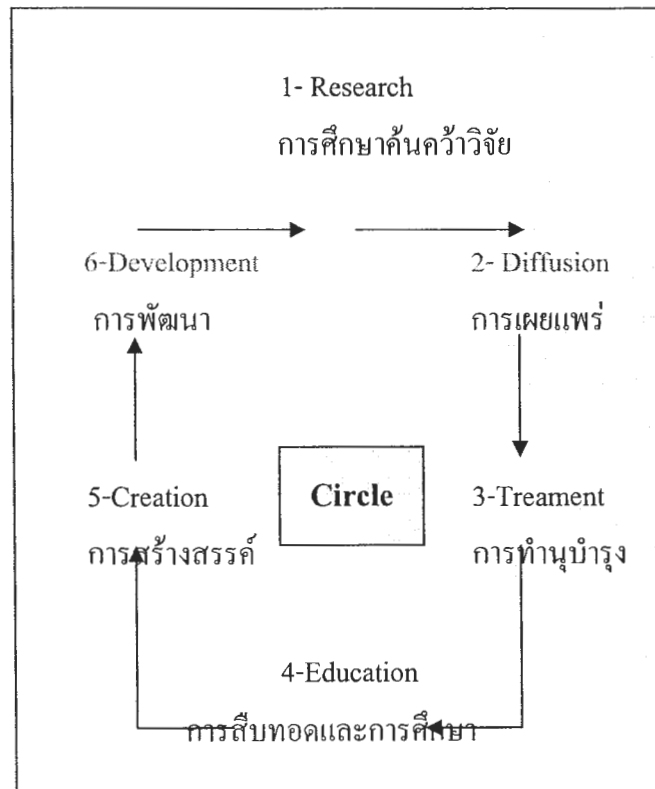 1- Research
การศึกษาค้นคว้าวิจัย
6-Development
การพัฒนา
2- Diffusion
การเผยแพร่
5-Creation
การสร้างสรรค์
Circle
3-Treament
การทำนุบำรุง
4-Education
การสืบทอดและการศึกษา